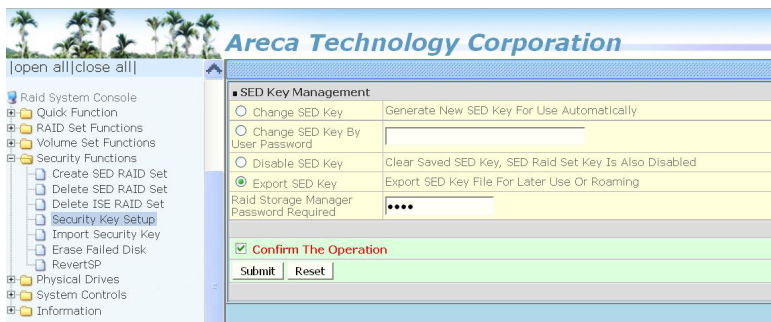 Areca Technology Corporation
|open all|close all|
Raid System Console
Quick Function
RAID Set Functions
Volume Set Functions
Security Functions
Create SED RAID Set
Delete SED RAID Set
Delete ISE RAID Set
Security Key Setup
Import Security Key
Erase Failed Disk
RevertSP
Physical Drives
System Controls
Information
SED Key Management
Change SED Key Generate New SED Key For Use Automatically
Change SED Key By
User Password
Disable SED Key Clear Saved SED Key, SED Raid Set Key Is Also Disabled
Export SED Key Export SED Key File For Later Use Or Roaming
Raid Storage Manager
Password Required ••••
Confirm The Operation
Submit Reset